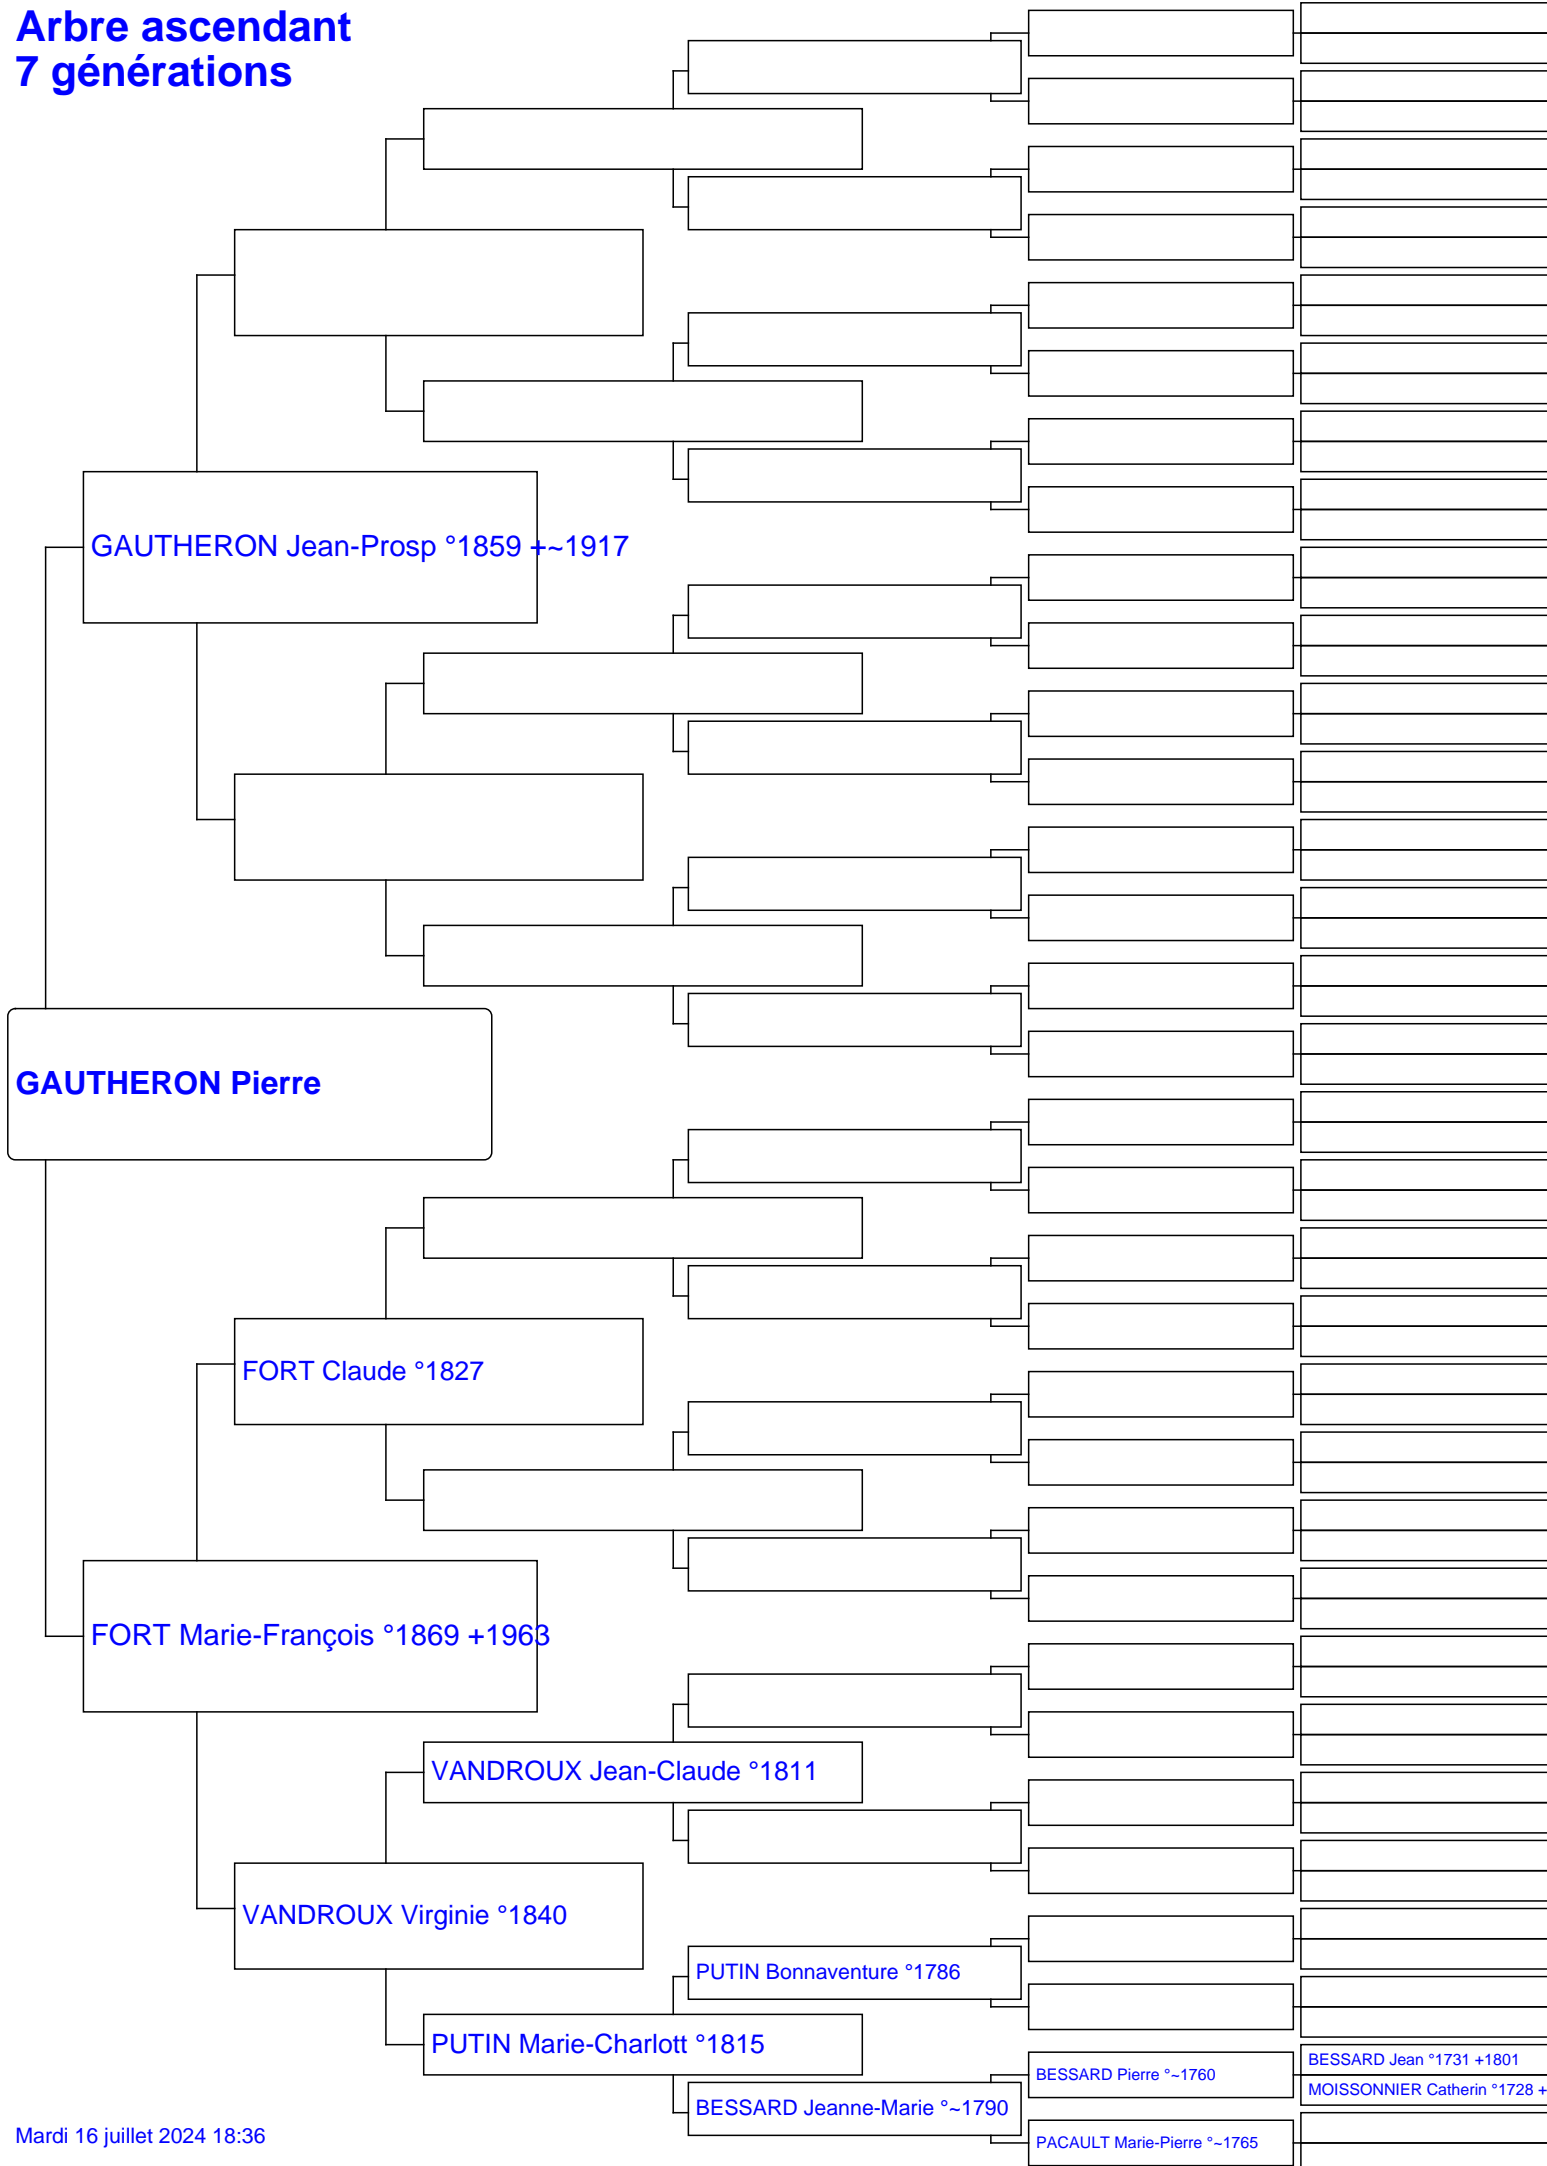 Arbre ascendant
7 générations
GAUTHERON Jean-Prosp °1859 +~1917
GAUTHERON Pierre
FORT Claude °1827
FORT Marie-François °1869 +1963
VANDROUX Jean-Claude °1811
VANDROUX Virginie °1840
PUTIN Bonnaventure °1786
PUTIN Marie-Charlott °1815
BESSARD Jean °1731 +1801
BESSARD Pierre °~1760
MOISSONNIER Catherin °1728 +
BESSARD Jeanne-Marie °~1790
PACAULT Marie-Pierre °~1765
Mardi 16 juillet 2024 18:36